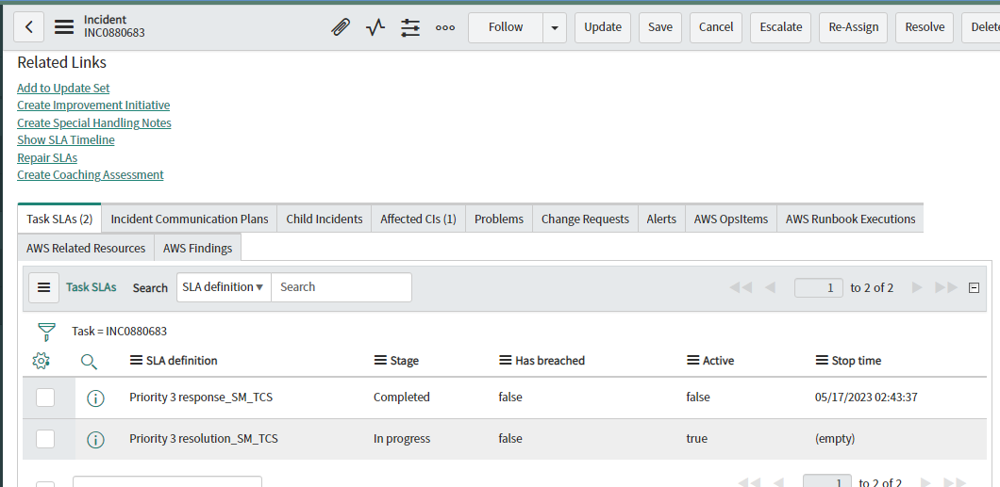 Incident
INC0880683
Follow Update Save Cancel Escalate Re-Assign Resolve Delete
Related Links
Add to Update Set
Create Improvement Initiative
Create Special Handling Notes
Show SLA Timeline
Repair SLAs
Create Coaching Assessment
Task SLAs (2) Incident Communication Plans Child Incidents Affected CIs (1) Problems Change Requests Alerts AWS OpsItems AWS Runbook Executions
AWS Related Resources AWS Findings
Task SLAs Search SLA definition Search 1 to 2 of 2
Task = INC0880683
SLA definition Stage Has breached Active Stop time
Priority 3 response_SM_TCS Completed false false 05/17/2023 02:43:37
Priority 3 resolution_SM_TCS In progress false true (empty)
1 to 2 of 2